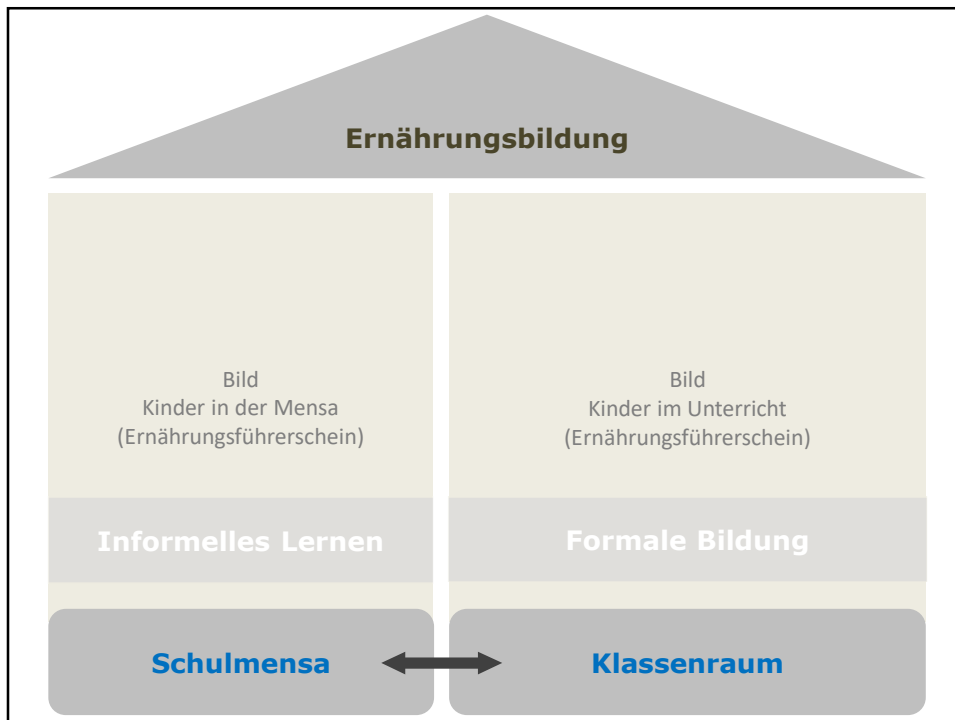 Ernährungsbildung
Bild
Kinder in der Mensa
(Ernährungsführerschein)
Bild
Kinder im Unterricht
(Ernährungsführerschein)
Informelles Lernen
Formale Bildung
Schulmensa
Klassenraum